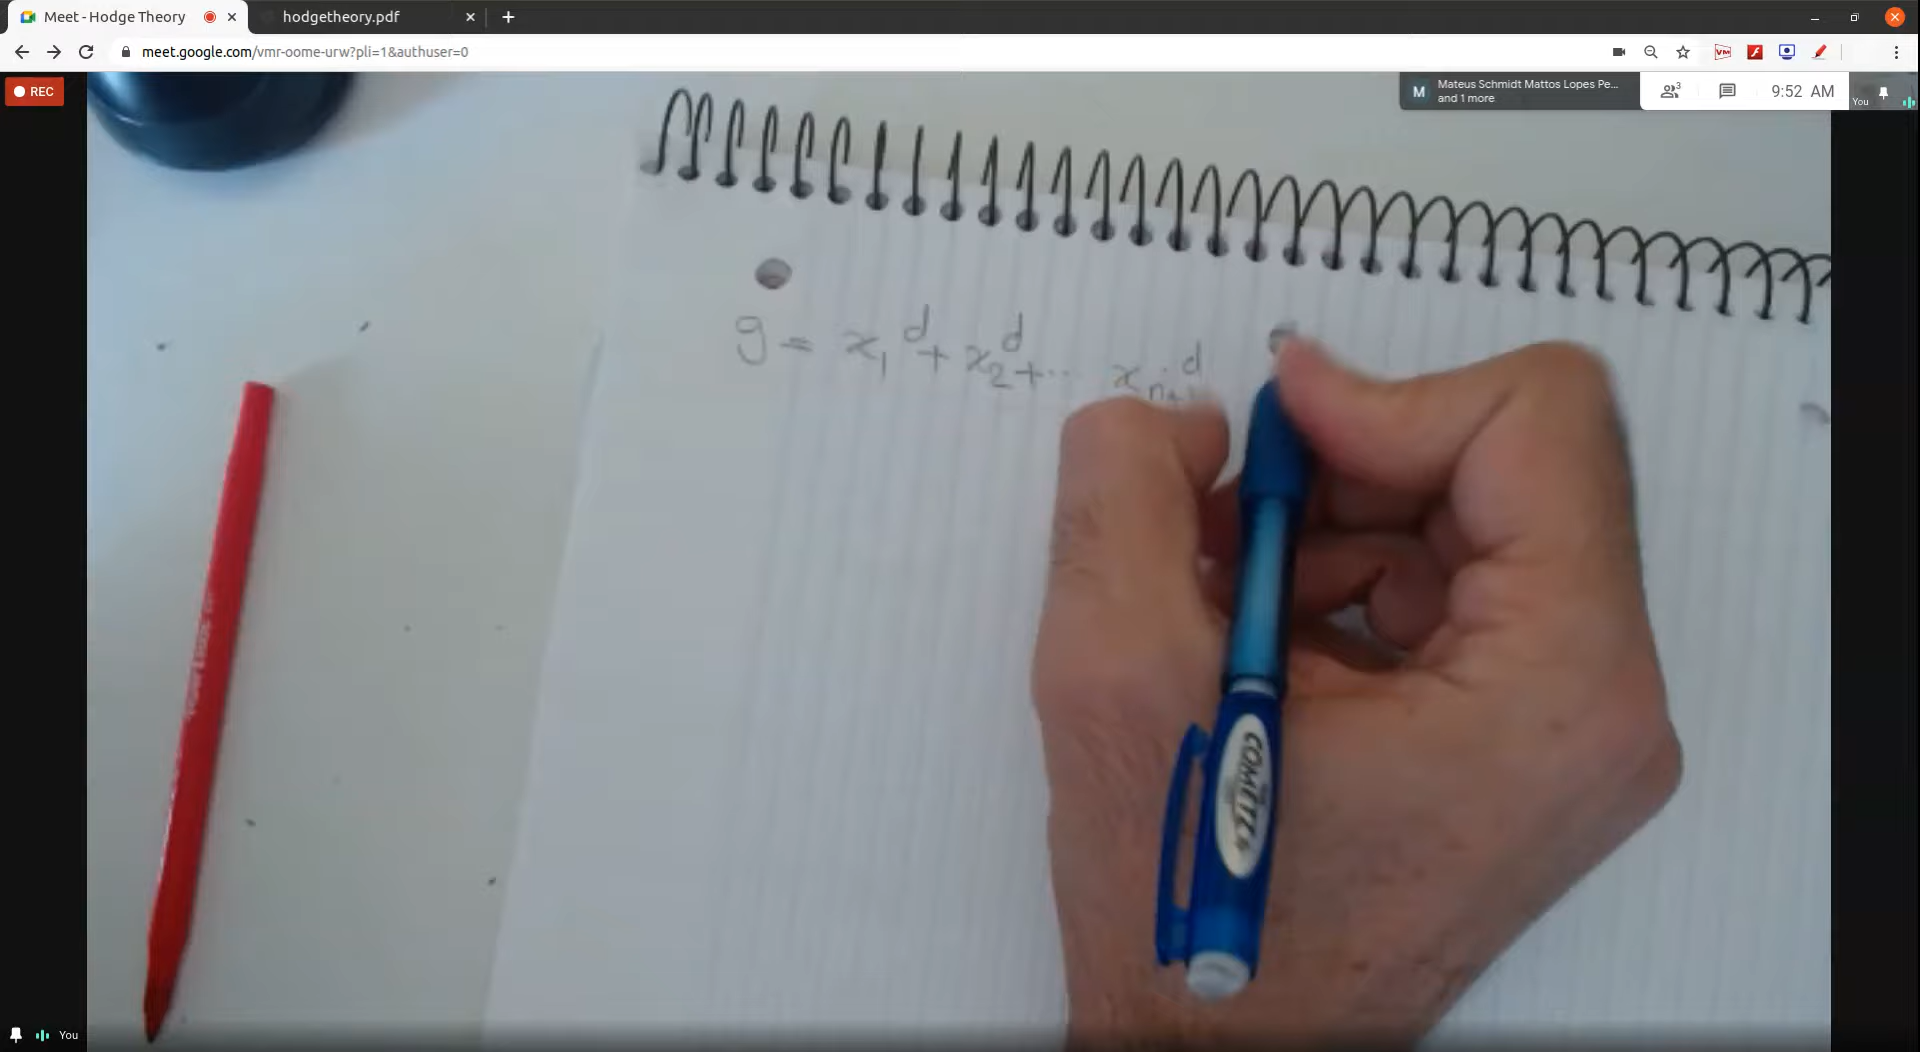 Meet - Hodge Theory
hodgetheory.pdf
meet.google.com/vmr-oome-urw?pli=1&authuser=0
REC
M
Mateus Schmidt Mattos Lopes Pe...
and 1 more
3
9:52 AM
You
g = x₁ᵈ + x₂ᵈ + ... xₙ₊₁ᵈ
You